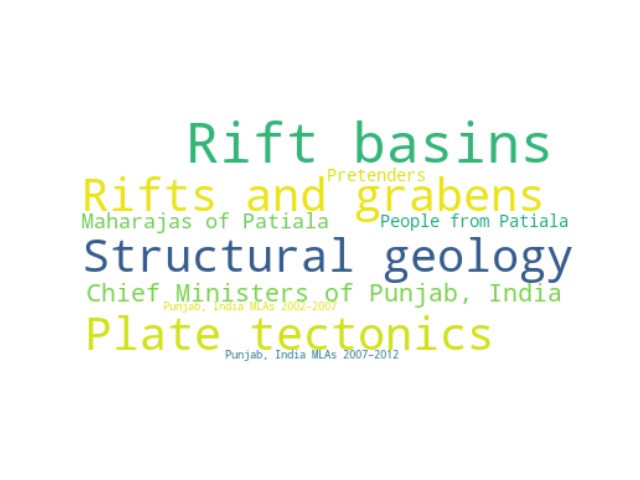 Rift basins
Pretenders
Rifts and grabens
Maharajas of Patiala
People from Patiala
Structural geology
Chief Ministers of Punjab, India
Punjab, India MLAs 2002–2007
Plate tectonics
Punjab, India MLAs 2007–2012